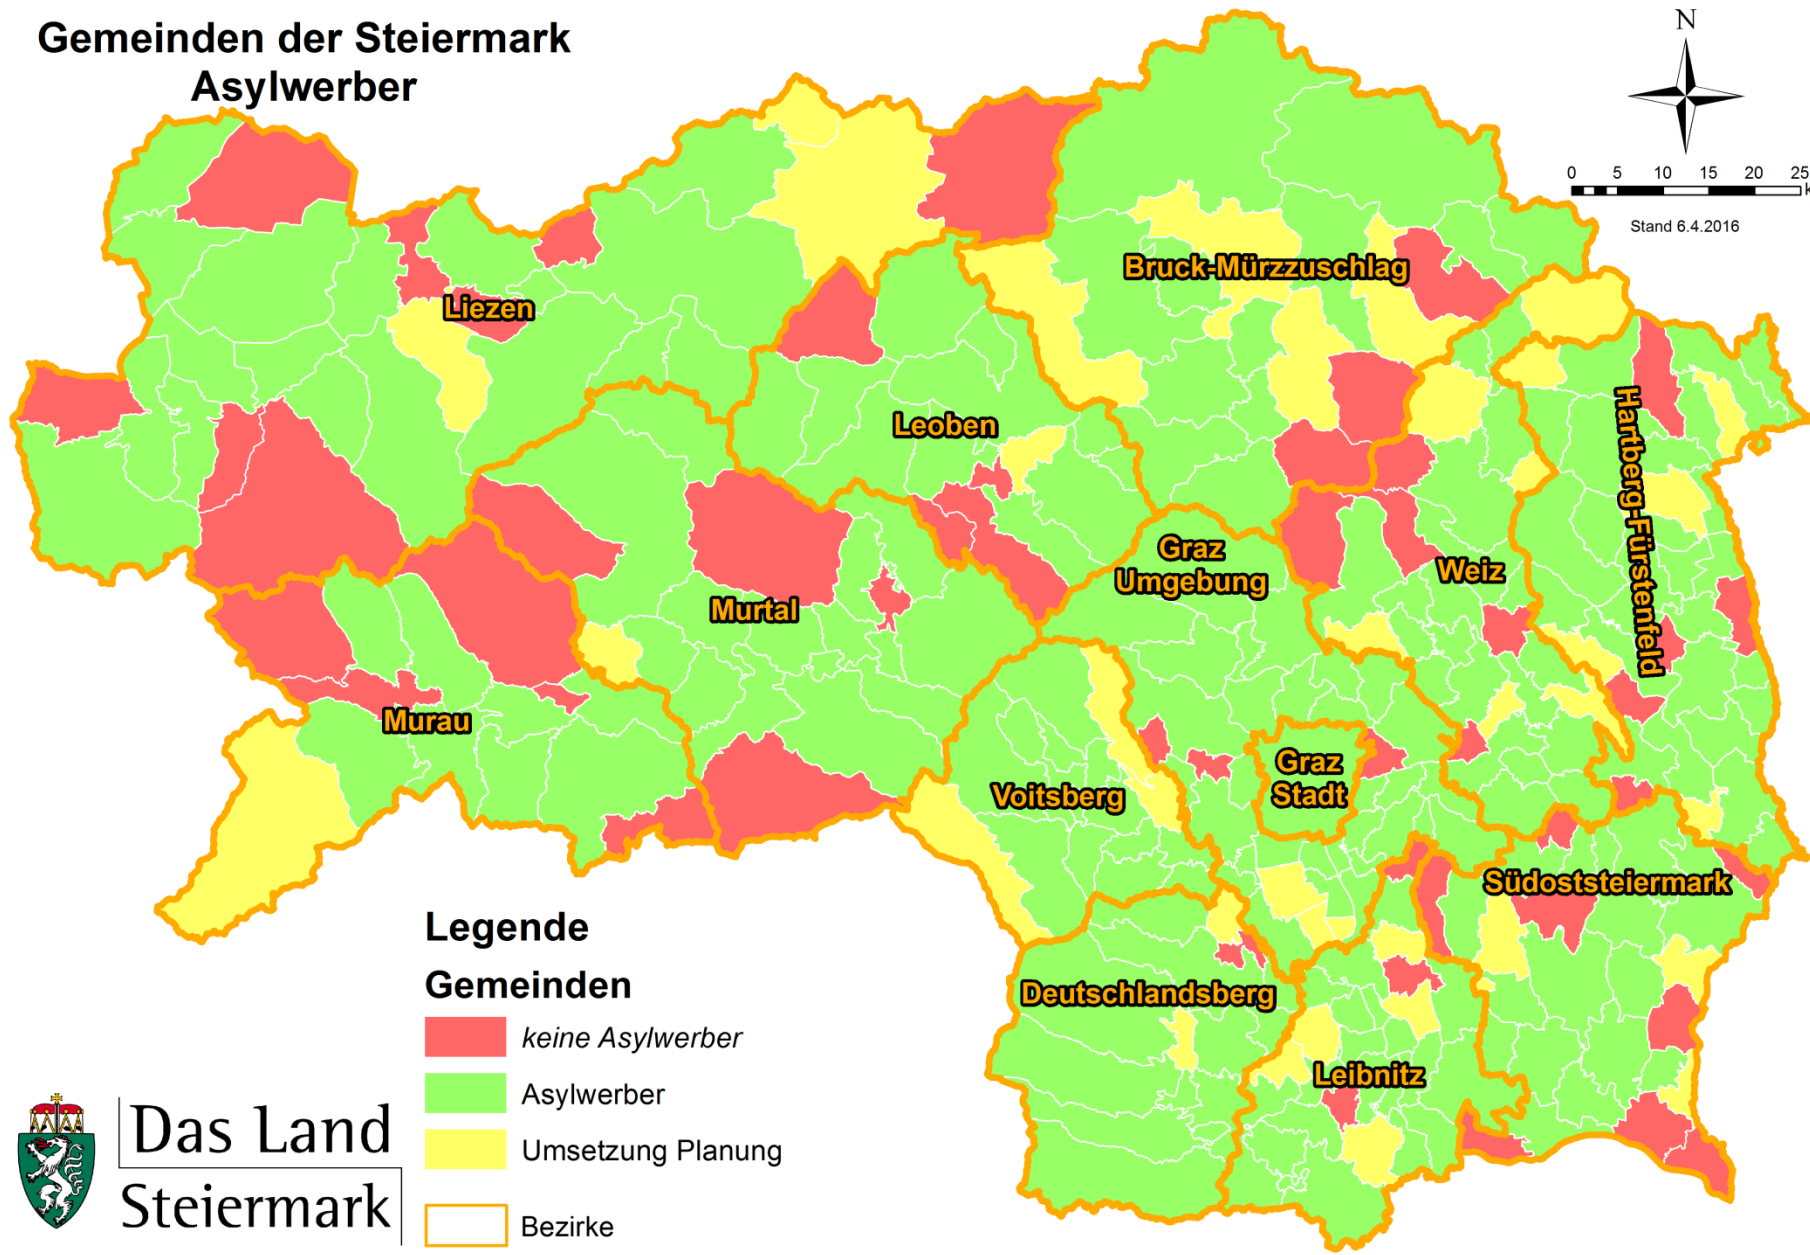 Gemeinden der Steiermark
Asylwerber
N
0 5 10 15 20 25
k
Stand 6.4.2016
Bruck-Mürzzuschlag
Liezen
Leoben
Hartberg-Fürstenfeld
Graz
Umgebung
Weiz
Murtal
Murau
Graz
Stadt
Voitsberg
Südoststeiermark
Deutschlandsberg
Leibnitz
Legende
Gemeinden
keine Asylwerber
Asylwerber
Umsetzung Planung
Bezirke
Das Land
Steiermark